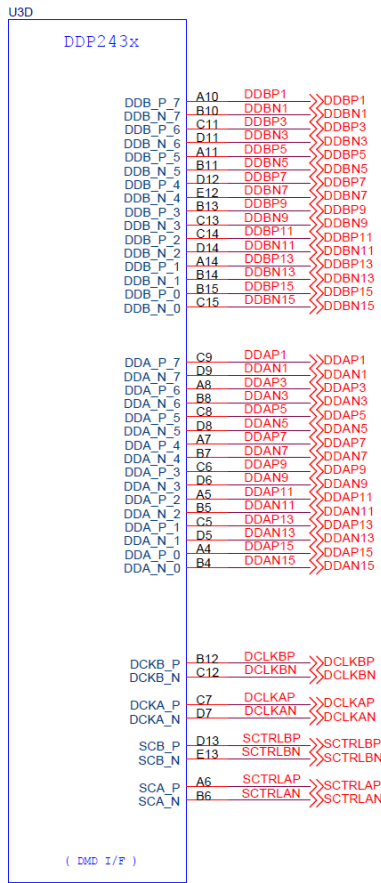 U3D
DDP243x
DDB_P_7 A10 DDBP1 DDBP1
DDB_N_7 B10 DDBN1 DDBN1
DDB_P_6 C11 DDBP3 DDBP3
DDB_N_6 D11 DDBN3 DDBN3
DDB_P_5 A11 DDBP5 DDBP5
DDB_N_5 B11 DDBN5 DDBN5
DDB_P_4 D12 DDBP7 DDBP7
DDB_N_4 E12 DDBN7 DDBN7
DDB_P_3 B13 DDBP9 DDBP9
DDB_N_3 C13 DDBN9 DDBN9
DDB_P_2 C14 DDBP11 DDBP11
DDB_N_2 D14 DDBN11 DDBN11
DDB_P_1 A14 DDBP13 DDBP13
DDB_N_1 B14 DDBN13 DDBN13
DDB_P_0 B15 DDBP15 DDBP15
DDB_N_0 C15 DDBN15 DDBN15
DDA_P_7 C9 DDAP1 DDAP1
DDA_N_7 D9 DDAN1 DDAN1
DDA_P_6 A8 DDAP3 DDAP3
DDA_N_6 B8 DDAN3 DDAN3
DDA_P_5 C8 DDAP5 DDAP5
DDA_N_5 D8 DDAN5 DDAN5
DDA_P_4 A7 DDAP7 DDAP7
DDA_N_4 B7 DDAN7 DDAN7
DDA_P_3 C6 DDAP9 DDAP9
DDA_N_3 D6 DDAN9 DDAN9
DDA_P_2 A5 DDAP11 DDAP11
DDA_N_2 B5 DDAN11 DDAN11
DDA_P_1 C5 DDAP13 DDAP13
DDA_N_1 D5 DDAN13 DDAN13
DDA_P_0 A4 DDAP15 DDAP15
DDA_N_0 B4 DDAN15 DDAN15
DCKB_P B12 DCLKBP DCLKBP
DCKB_N C12 DCLKBN DCLKBN
DCKA_P C7 DCLKAP DCLKAP
DCKA_N D7 DCLKAN DCLKAN
SCB_P D13 SCTRLBP SCTRLBP
SCB_N E13 SCTRLBN SCTRLBN
SCA_P A6 SCTRLAP SCTRLAP
SCA_N B6 SCTRLAN SCTRLAN
( DMD I/F )